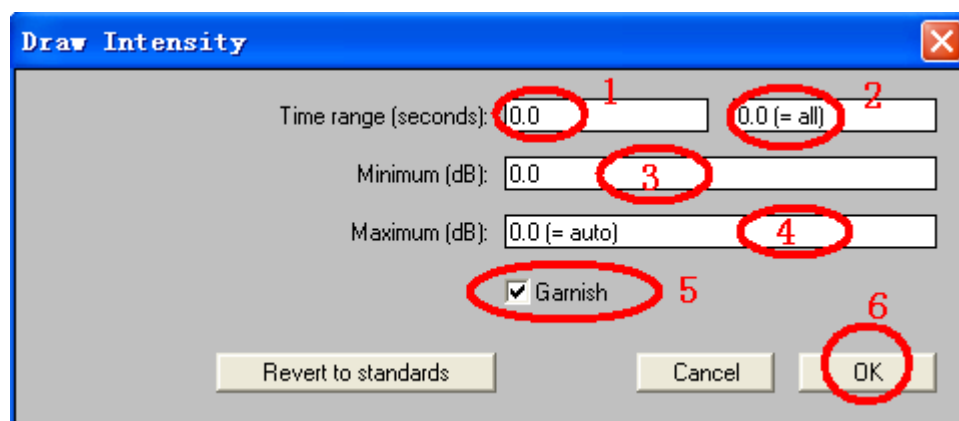 Draw Intensity
Time range (seconds): 0.0 1 0.0 (= all) 2
Minimum (dB): 0.0 3
Maximum (dB): 0.0 (= auto) 4
Garnish 5
6
Revert to standards Cancel OK